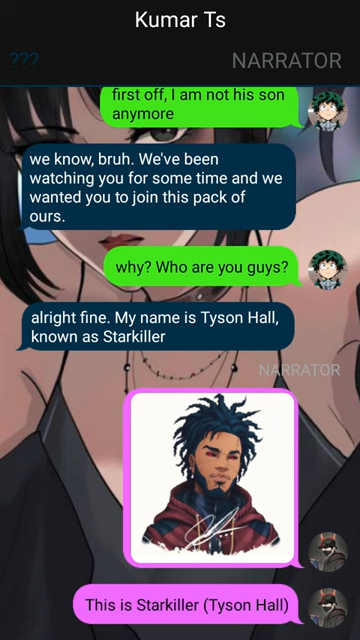 Kumar Ts
???
NARRATOR
first off, I am not his son
anymore
we know, bruh. We've been
watching you for some time and we
wanted you to join this pack of
ours.
why? Who are you guys?
alright fine. My name is Tyson Hall,
known as Starkiller
NARRATOR
This is Starkiller (Tyson Hall)